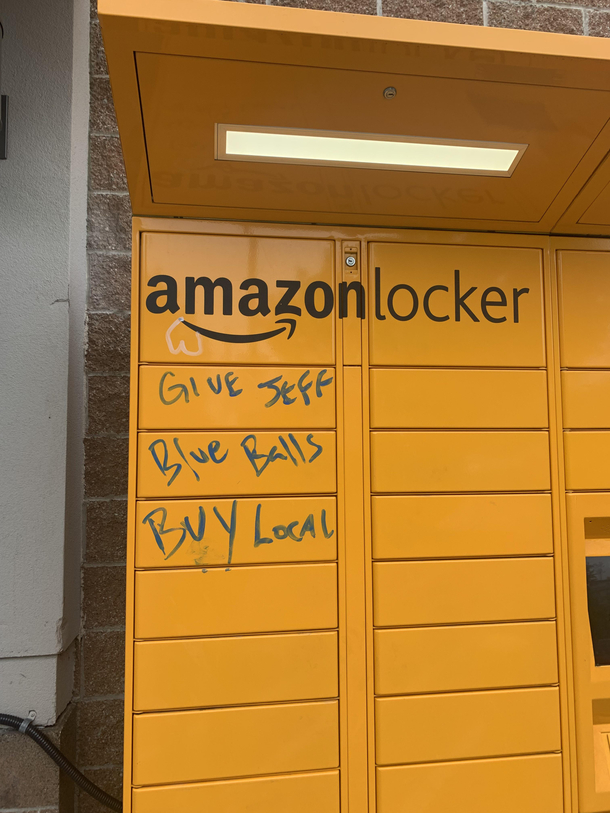 amazonlocker
GIVE JEFF
Blue Balls
BUY LOCAL